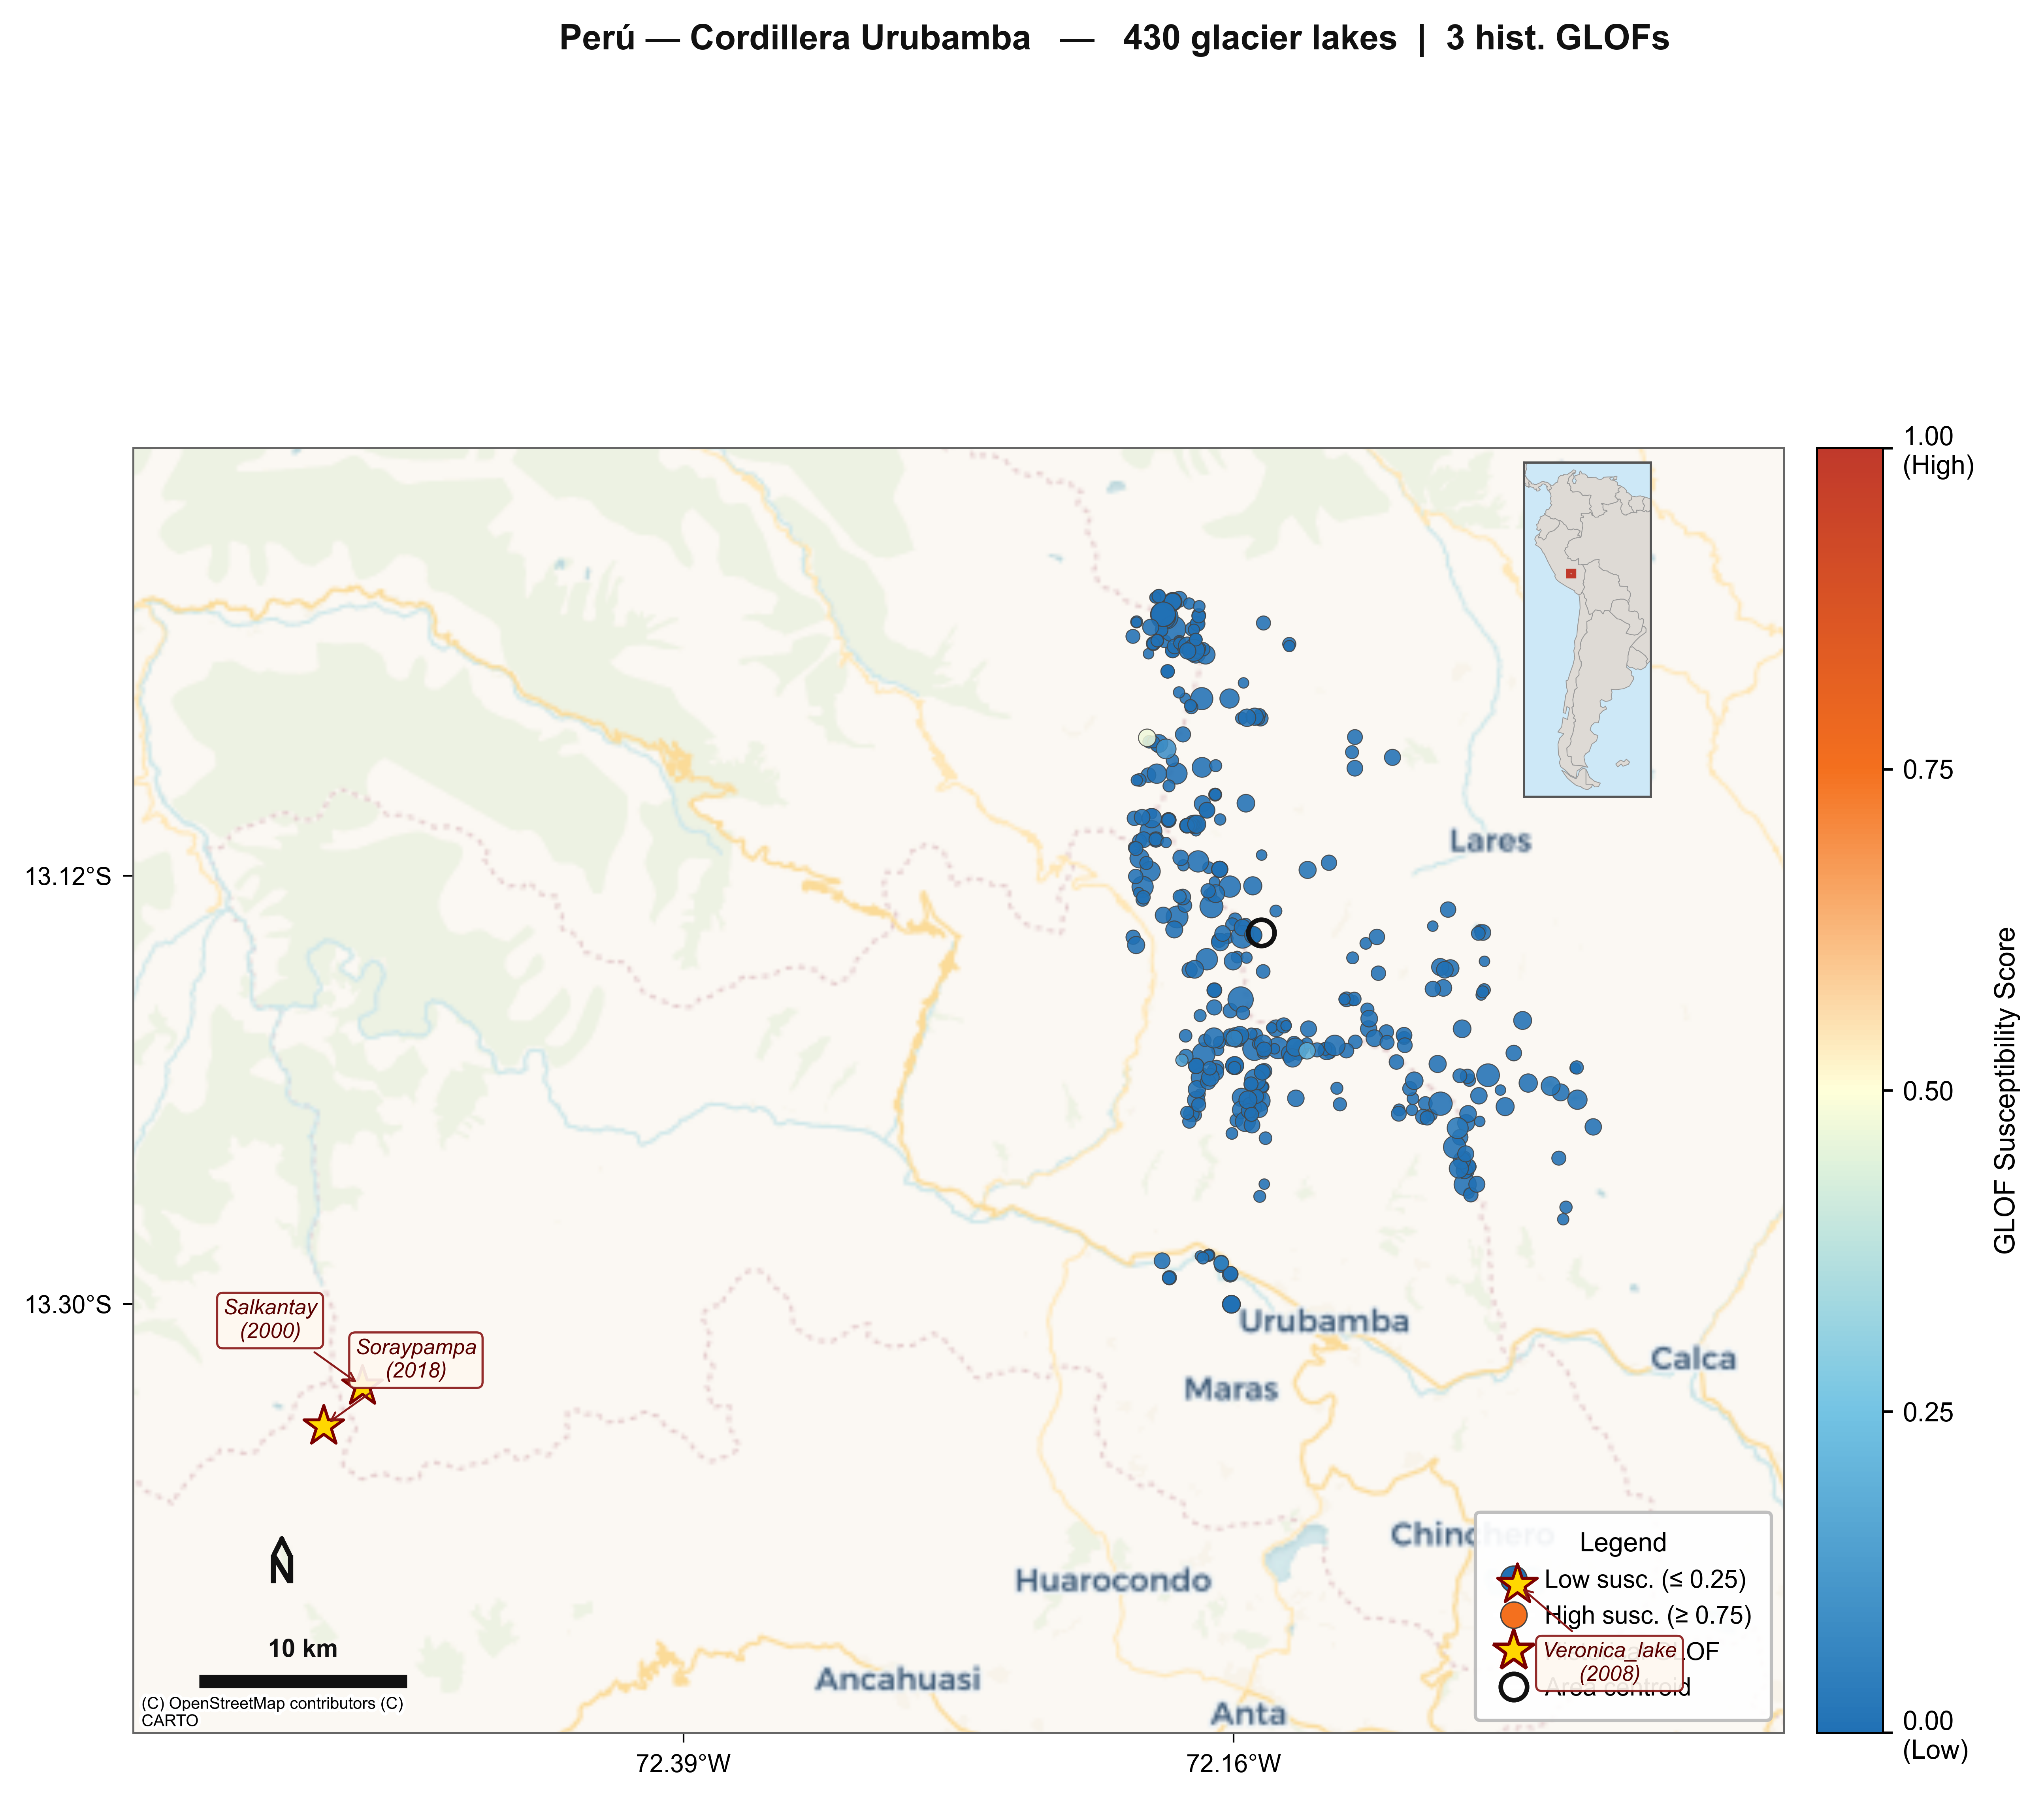 Perú — Cordillera Urubamba — 430 glacier lakes | 3 hist. GLOFs
1.00
(High)
0.75
0.50
0.25
0.00
(Low)
GLOF Susceptibility Score
13.12°S
13.30°S
72.39°W
72.16°W
Lares
Urubamba
Calca
Maras
Chinchero
Huarocondo
Ancahuasi
Anta
Salkantay
(2000)
Soraypampa
(2018)
N
10 km
(C) OpenStreetMap contributors (C)
CARTO
Legend
Low susc. (≤ 0.25)
High susc. (≥ 0.75)
Veronica_lake
(2008)
Area centroid